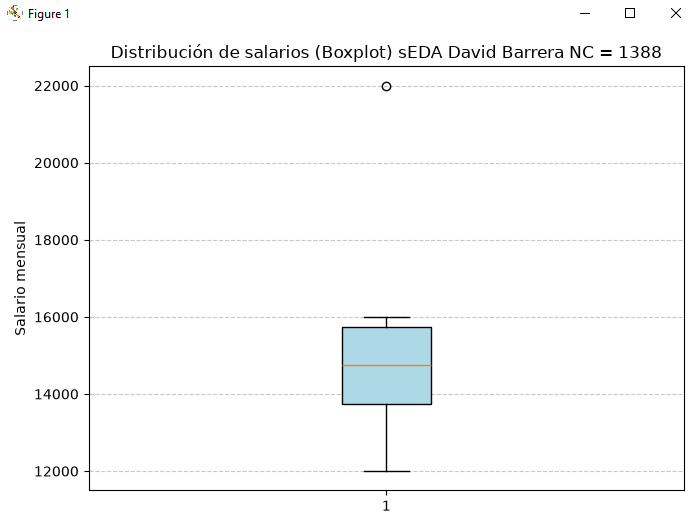 Figure 1
Distribución de salarios (Boxplot) sEDA David Barrera NC = 1388
22000
20000
18000
16000
14000
12000
Salario mensual
1